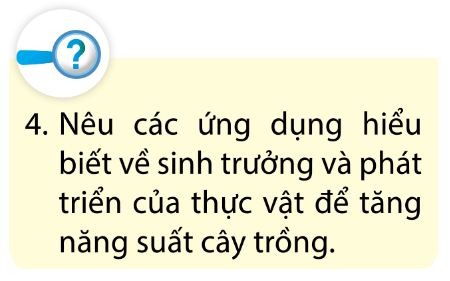 ?
4. Nêu các ứng dụng hiểu
biết về sinh trưởng và phát
triển của thực vật để tăng
năng suất cây trồng.